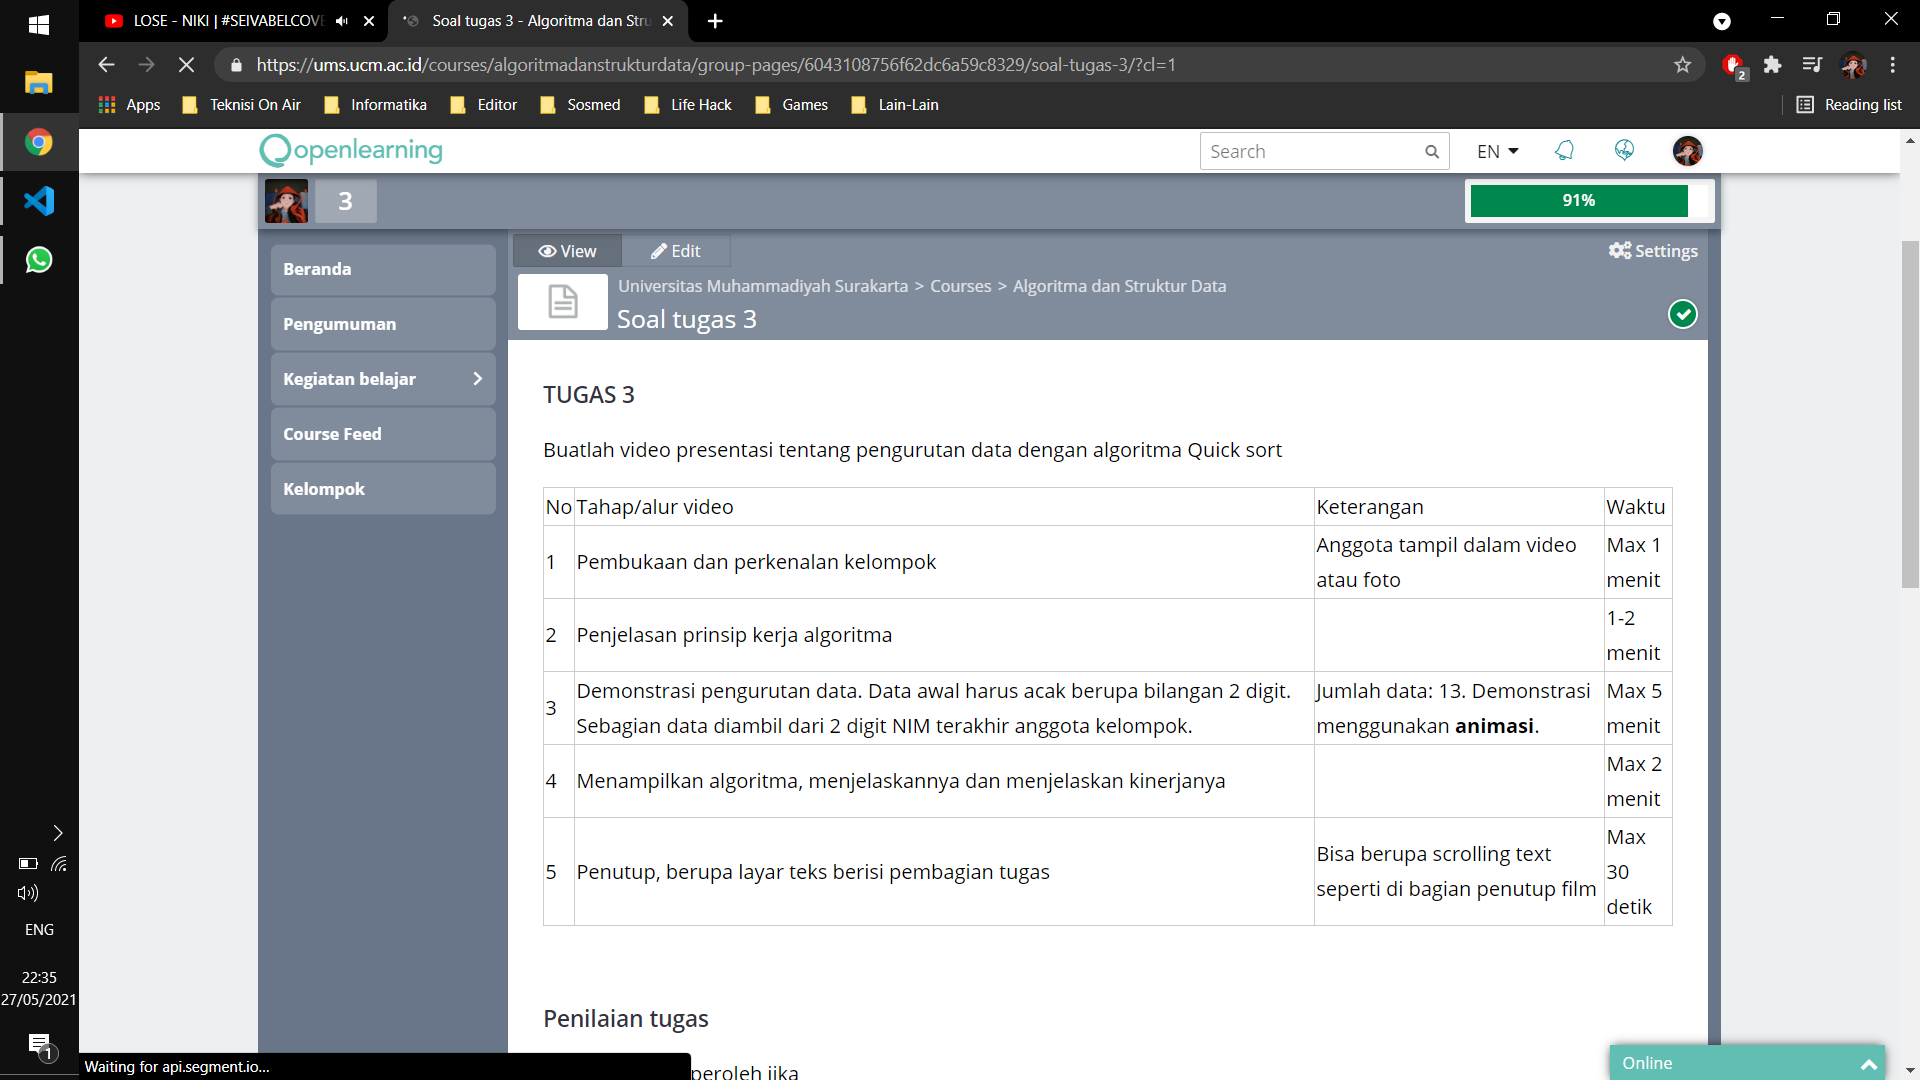 LOSE - NIKI | #SEIVABELCOVE
Soal tugas 3 - Algoritma dan Stru
https://ums.ucm.ac.id/courses/algoritmadanstrukturdata/group-pages/6043108756f62dc6a59c8329/soal-tugas-3/?cl=1
2
Apps
Teknisi On Air
Informatika
Editor
Sosmed
Life Hack
Games
Lain-Lain
Reading list
openlearning
Search
EN
3
91%
Beranda
Pengumuman
Kegiatan belajar
Course Feed
Kelompok
View
Edit
Settings
Universitas Muhammadiyah Surakarta > Courses > Algoritma dan Struktur Data
Soal tugas 3
TUGAS 3
Buatlah video presentasi tentang pengurutan data dengan algoritma Quick sort
No Tahap/alur video Keterangan Waktu
1 Pembukaan dan perkenalan kelompok Anggota tampil dalam video Max 1
atau foto menit
2 Penjelasan prinsip kerja algoritma 1-2
menit
3 Demonstrasi pengurutan data. Data awal harus acak berupa bilangan 2 digit. Jumlah data: 13. Demonstrasi Max 5
Sebagian data diambil dari 2 digit NIM terakhir anggota kelompok. menggunakan animasi. menit
4 Menampilkan algoritma, menjelaskannya dan menjelaskan kinerjanya Max 2
menit
5 Penutup, berupa layar teks berisi pembagian tugas Bisa berupa scrolling text Max
seperti di bagian penutup film 30
detik
Penilaian tugas
peroleh jika
Waiting for api.segment.io...
Online
ENG
22:35
27/05/2021
1